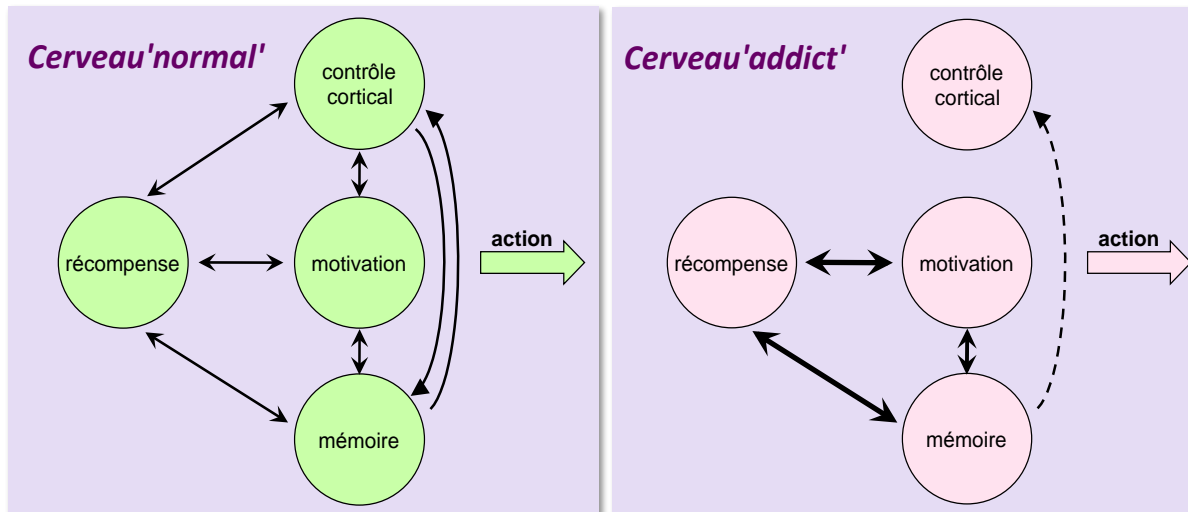 Cerveau'normal'
contrôle
cortical
récompense
motivation
action
mémoire
Cerveau'addict'
contrôle
cortical
récompense
motivation
action
mémoire